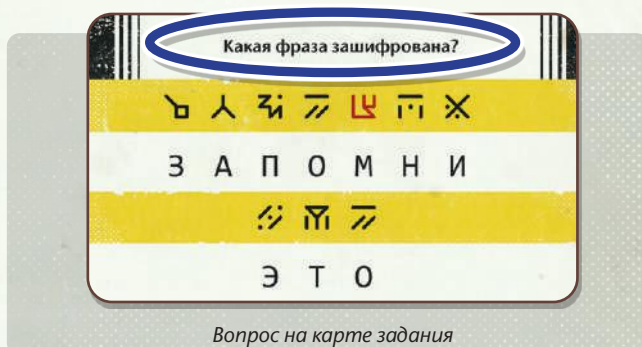 Какая фраза зашифрована?
З А П О М Н И
Э Т О
Вопрос на карте задания